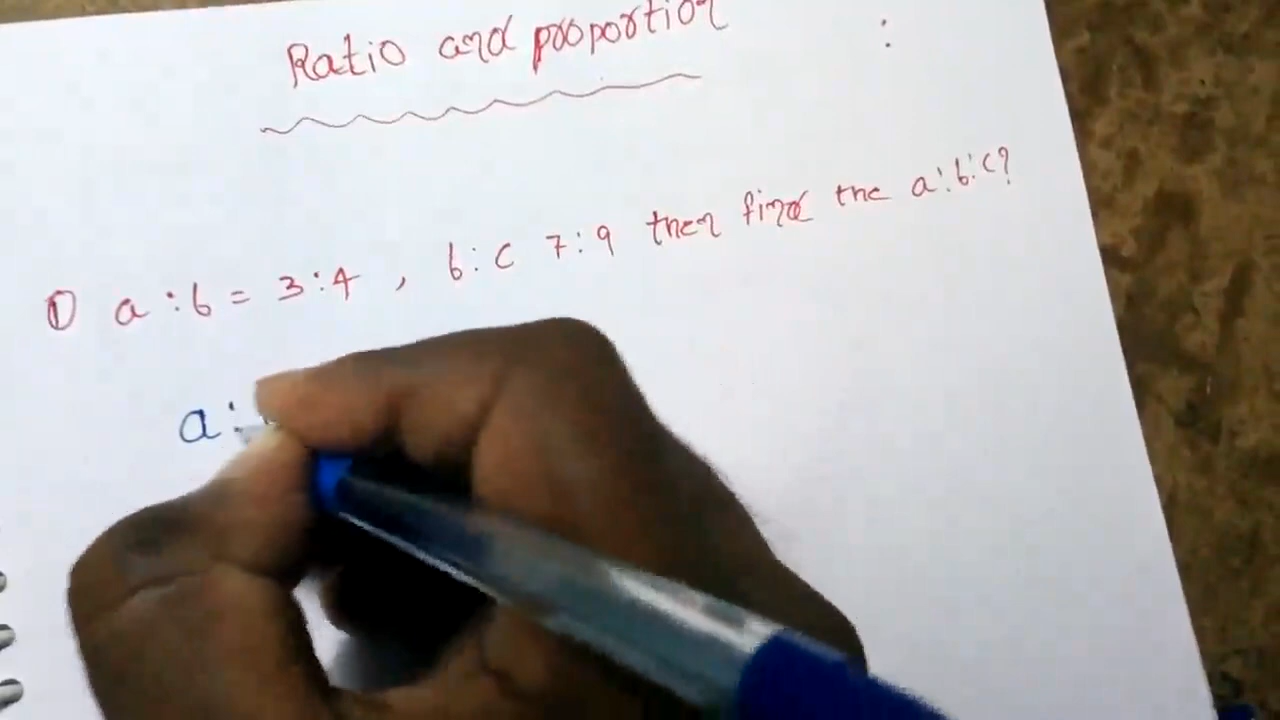 Ratio and proportion
:
① a : b = 3 : 4 , b : c 7 : 9 then find the a : b : c ?
a :